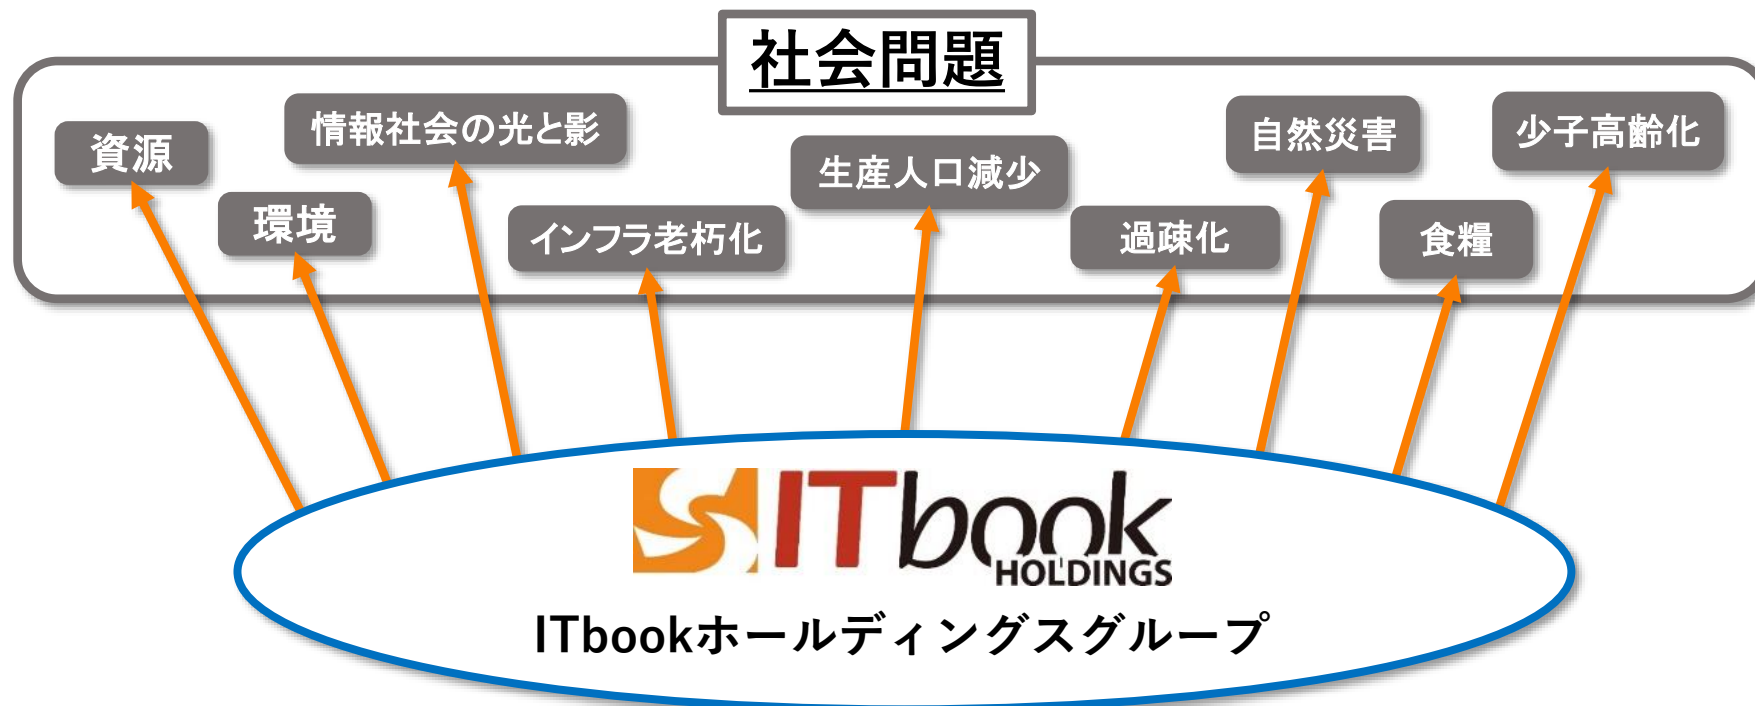 社会問題
資源
情報社会の光と影
環境
インフラ老朽化
生産人口減少
過疎化
自然災害
食糧
少子高齢化
ITbook
HOLDINGS
ITbookホールディングスグループ